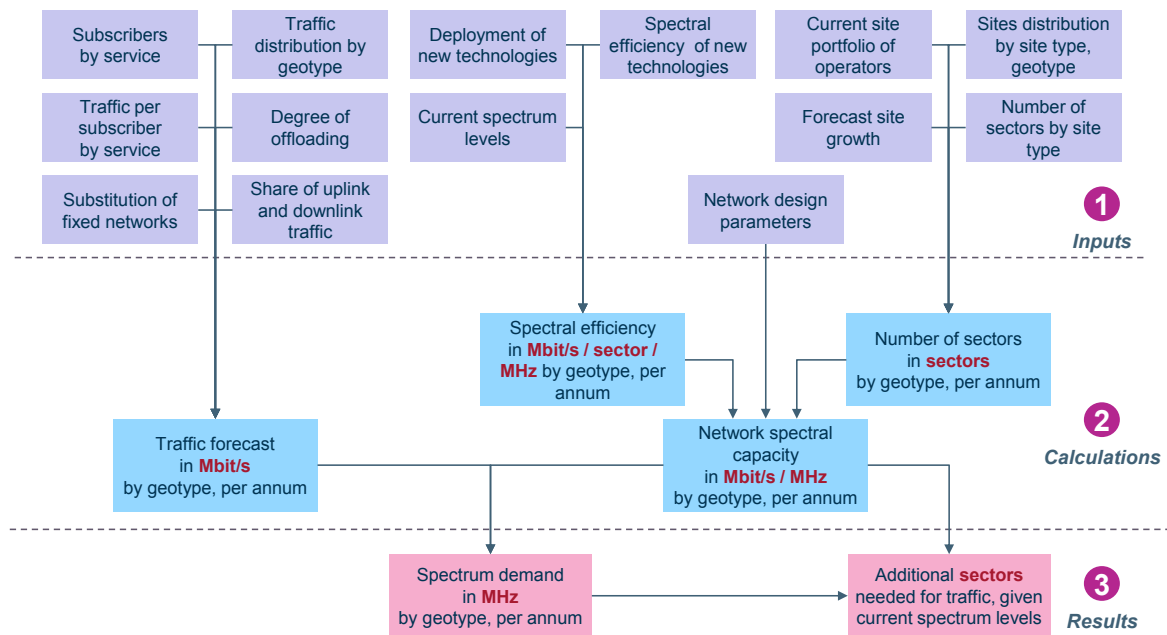 Subscribers
by service
Traffic
distribution by
geotype
Deployment of
new technologies
Spectral
efficiency of new
technologies
Current site
portfolio of
operators
Sites distribution
by site type,
geotype
Traffic per
subscriber
by service
Degree of
offloading
Current spectrum
levels
Forecast site
growth
Number of
sectors by site
type
Substitution of
fixed networks
Share of uplink
and downlink
traffic
Network design
parameters
1
Inputs
Spectral efficiency
in Mbit/s / sector /
MHz by geotype, per
annum
Number of sectors
in sectors
by geotype, per annum
Traffic forecast
in Mbit/s
by geotype, per annum
Network spectral
capacity
in Mbit/s / MHz
by geotype, per annum
2
Calculations
Spectrum demand
in MHz
by geotype, per annum
Additional sectors
needed for traffic, given
current spectrum levels
3
Results